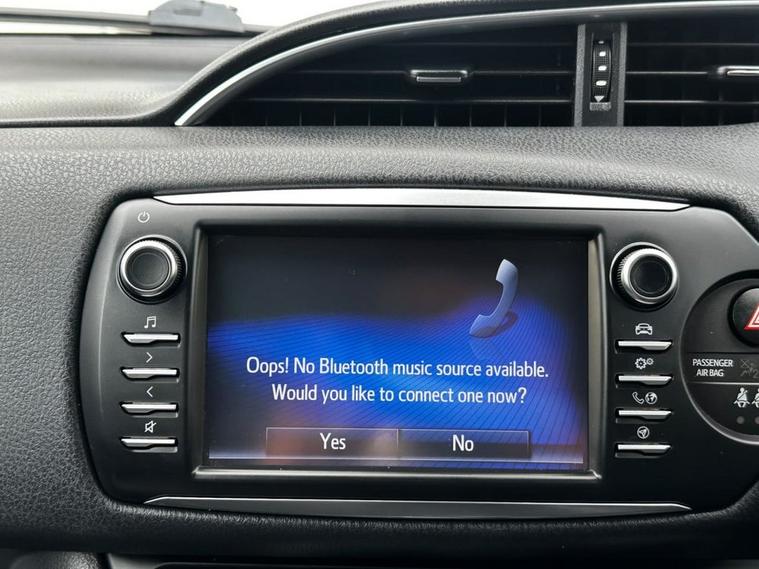 Oops! No Bluetooth music source available.
Would you like to connect one now?
Yes
No
PASSENGER
AIR BAG